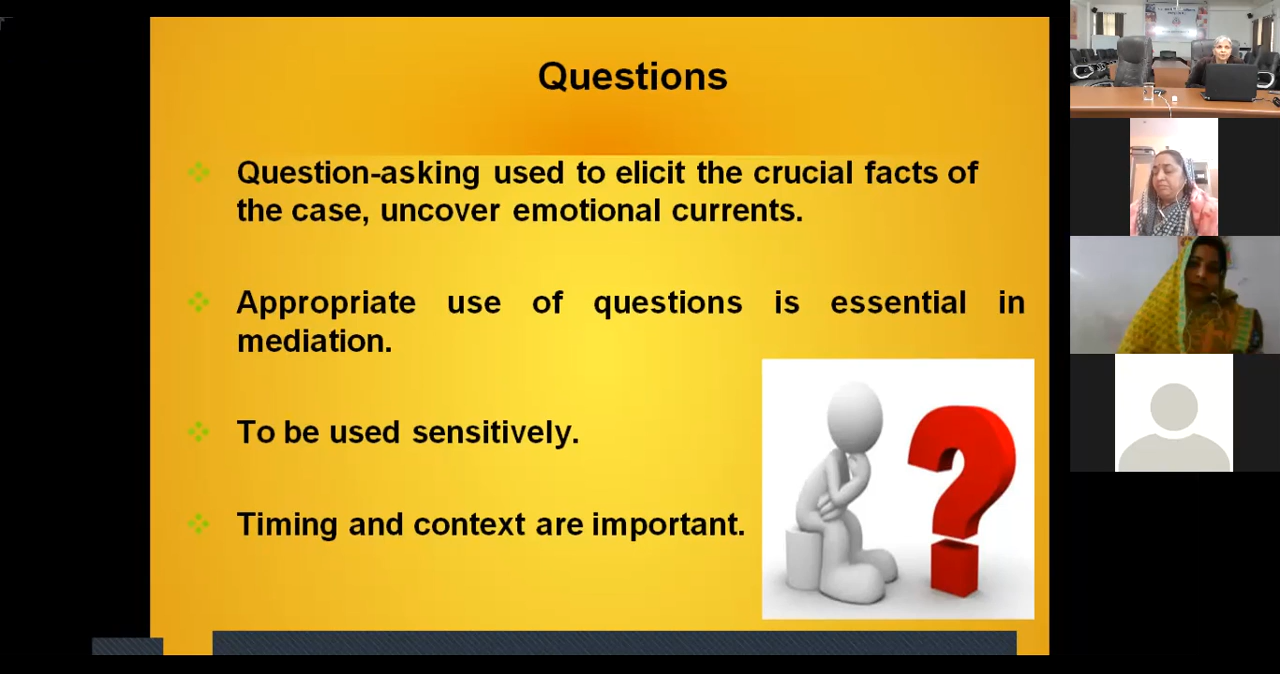 Questions
Question-asking used to elicit the crucial facts of
the case, uncover emotional currents.
Appropriate use of questions is essential in
mediation.
To be used sensitively.
Timing and context are important.